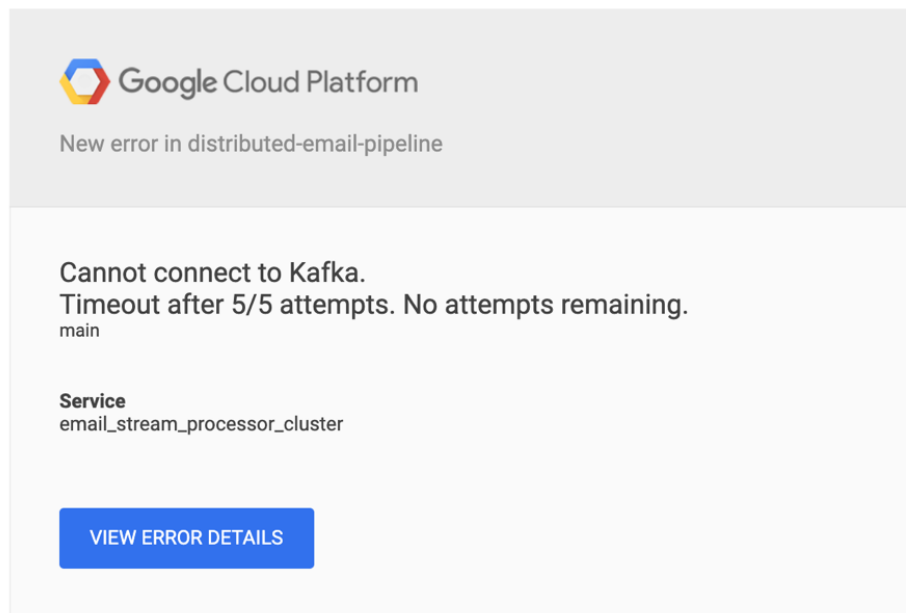 Google Cloud Platform
New error in distributed-email-pipeline
Cannot connect to Kafka.
Timeout after 5/5 attempts. No attempts remaining.
main
Service
email_stream_processor_cluster
VIEW ERROR DETAILS